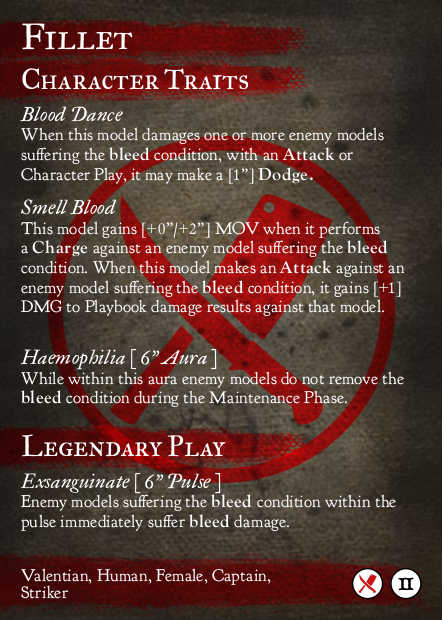 Fillet
Character Traits
Blood Dance
When this model damages one or more enemy models
suffering the bleed condition, with an Attack or
Character Play, it may make a [1”] Dodge.
Smell Blood
This model gains [+0”/+2”] MOV when it performs
a Charge against an enemy model suffering the bleed
condition. When this model makes an Attack against an
enemy model suffering the bleed condition, it gains [+1]
DMG to Playbook damage results against that model.
Haemophilia [ 6” Aura ]
While within this aura enemy models do not remove the
bleed condition during the Maintenance Phase.
Legendary Play
Exsanguinate [ 6” Pulse ]
Enemy models suffering the bleed condition within the
pulse immediately suffer bleed damage.
Valentian, Human, Female, Captain,
Striker
II